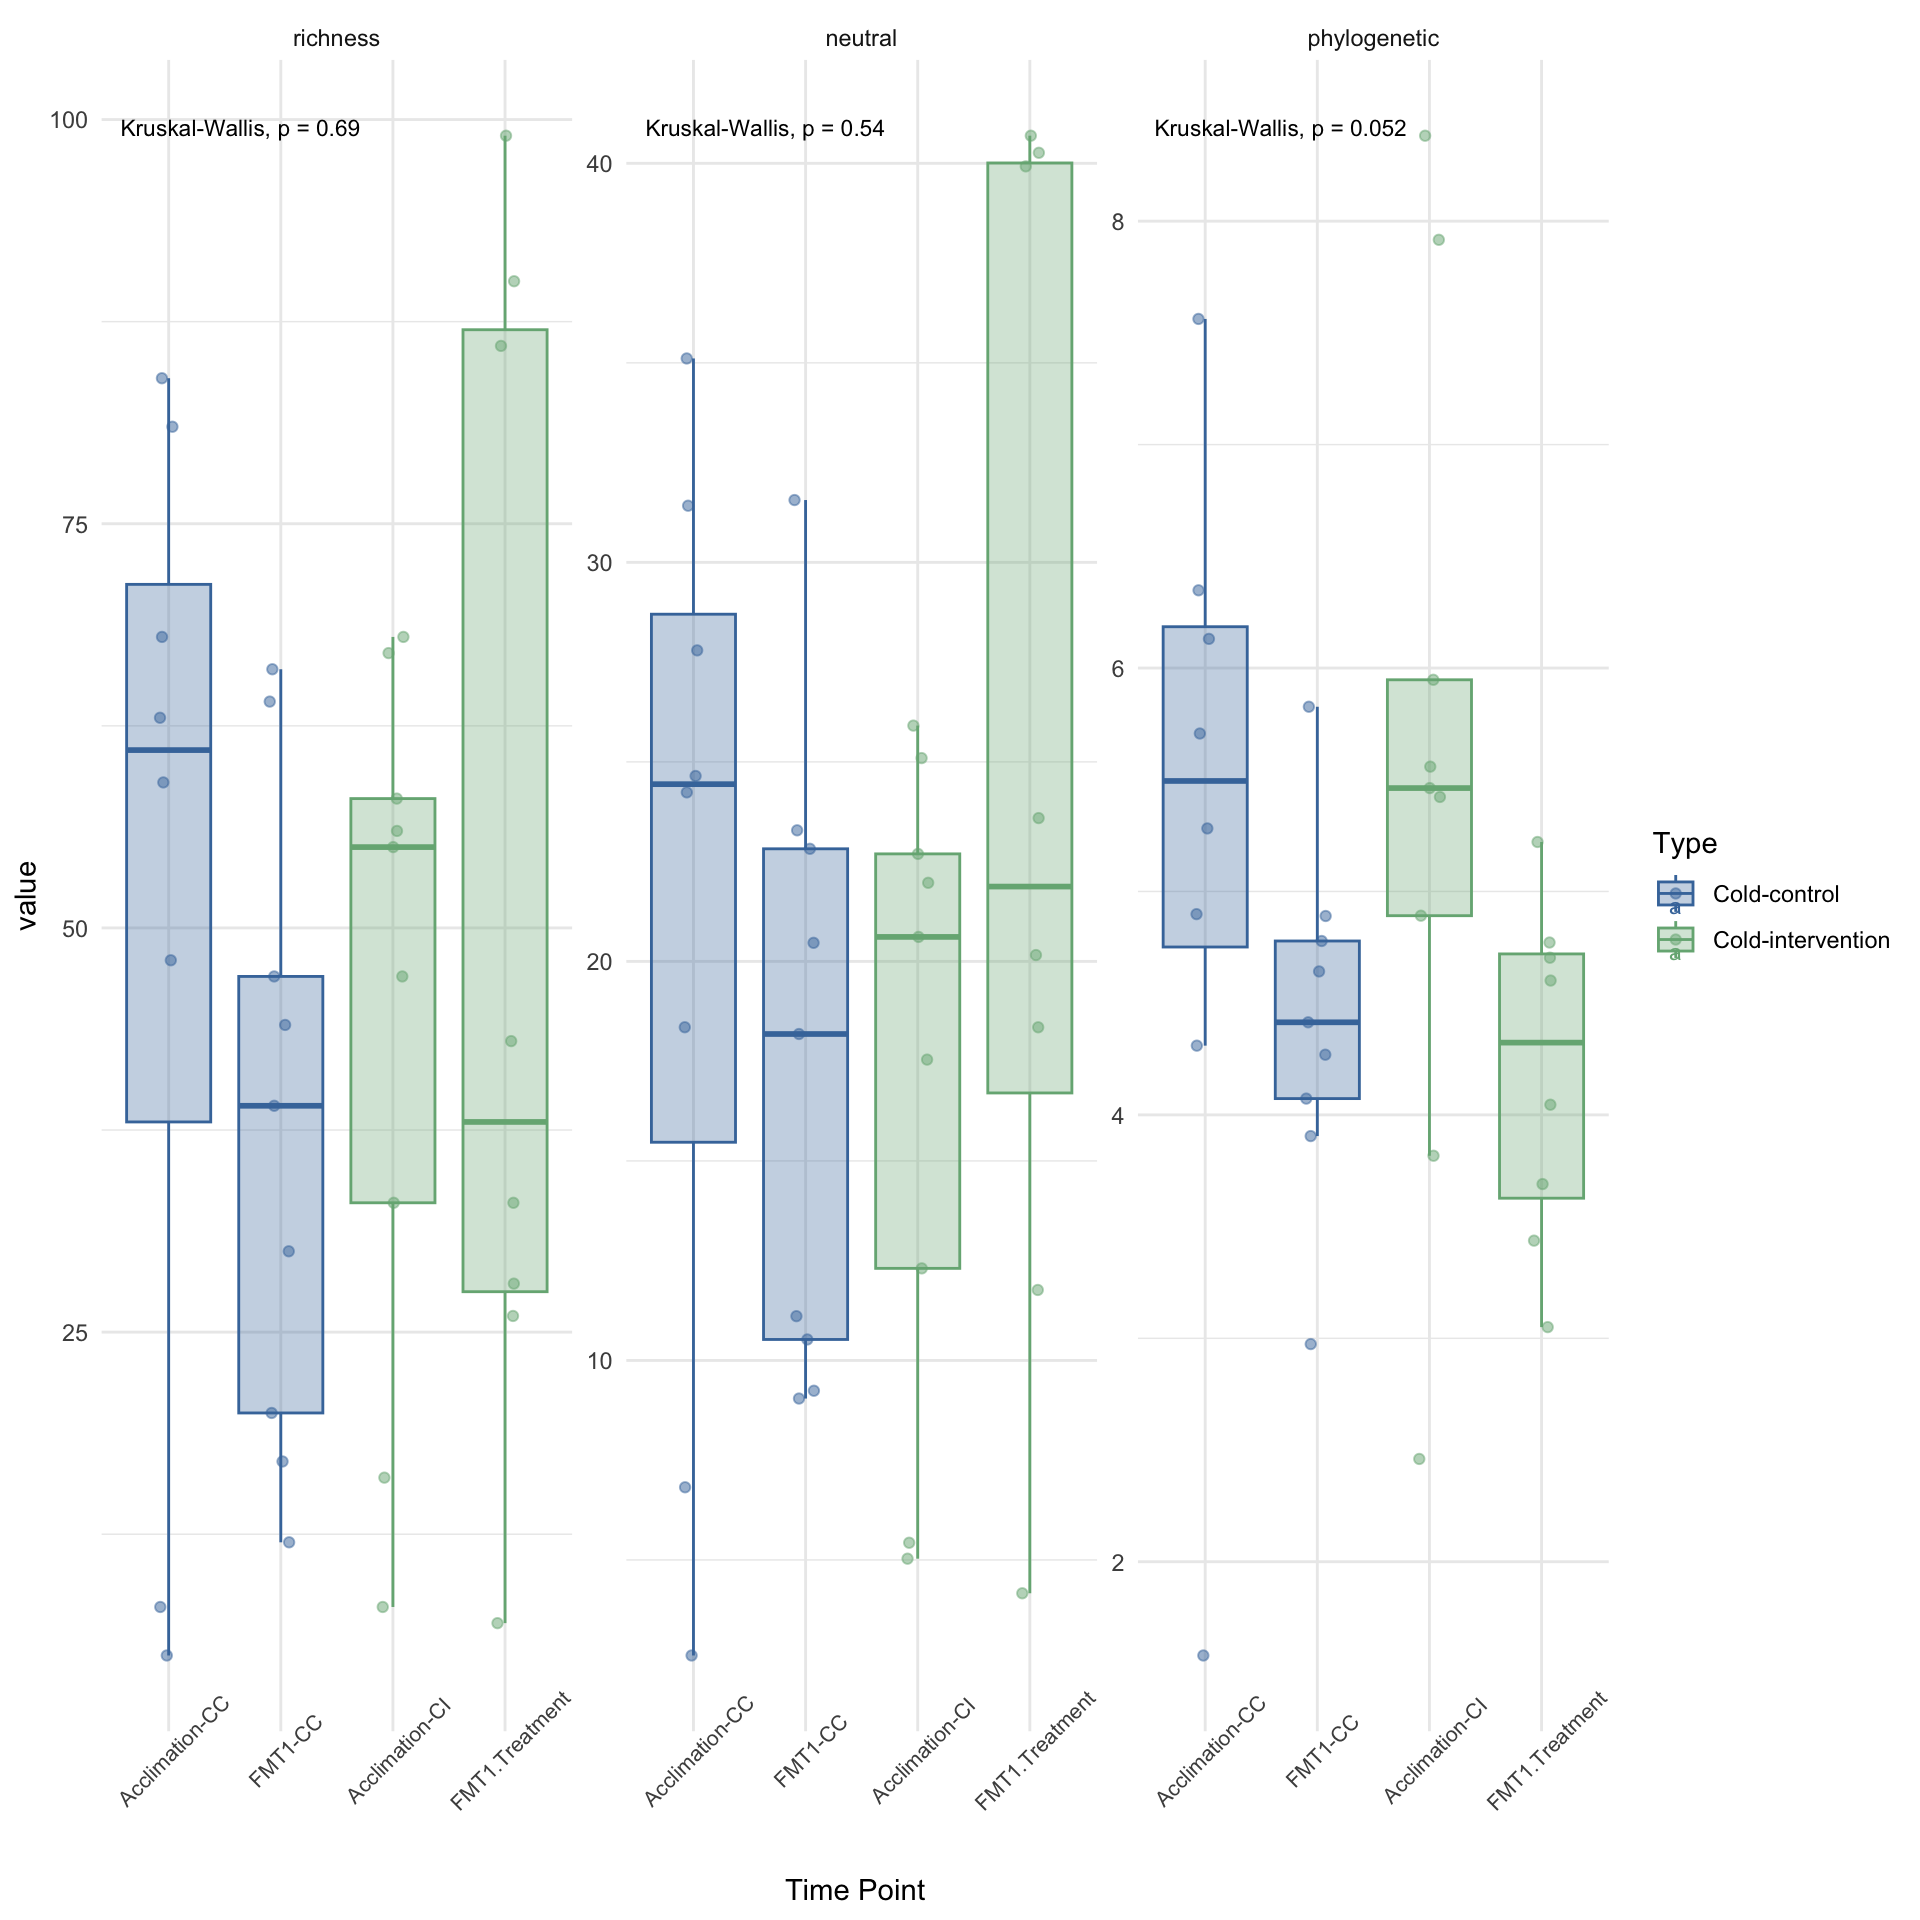 richness
neutral
phylogenetic
Kruskal-Wallis, p = 0.69
Kruskal-Wallis, p = 0.54
Kruskal-Wallis, p = 0.052
100
75
50
25
40
30
20
10
8
6
4
2
value
Acclimation-CC
FMT1-CC
Acclimation-CI
FMT1.Treatment
Acclimation-CC
FMT1-CC
Acclimation-CI
FMT1.Treatment
Acclimation-CC
FMT1-CC
Acclimation-CI
FMT1.Treatment
Time Point
Type
a Cold-control
a Cold-intervention